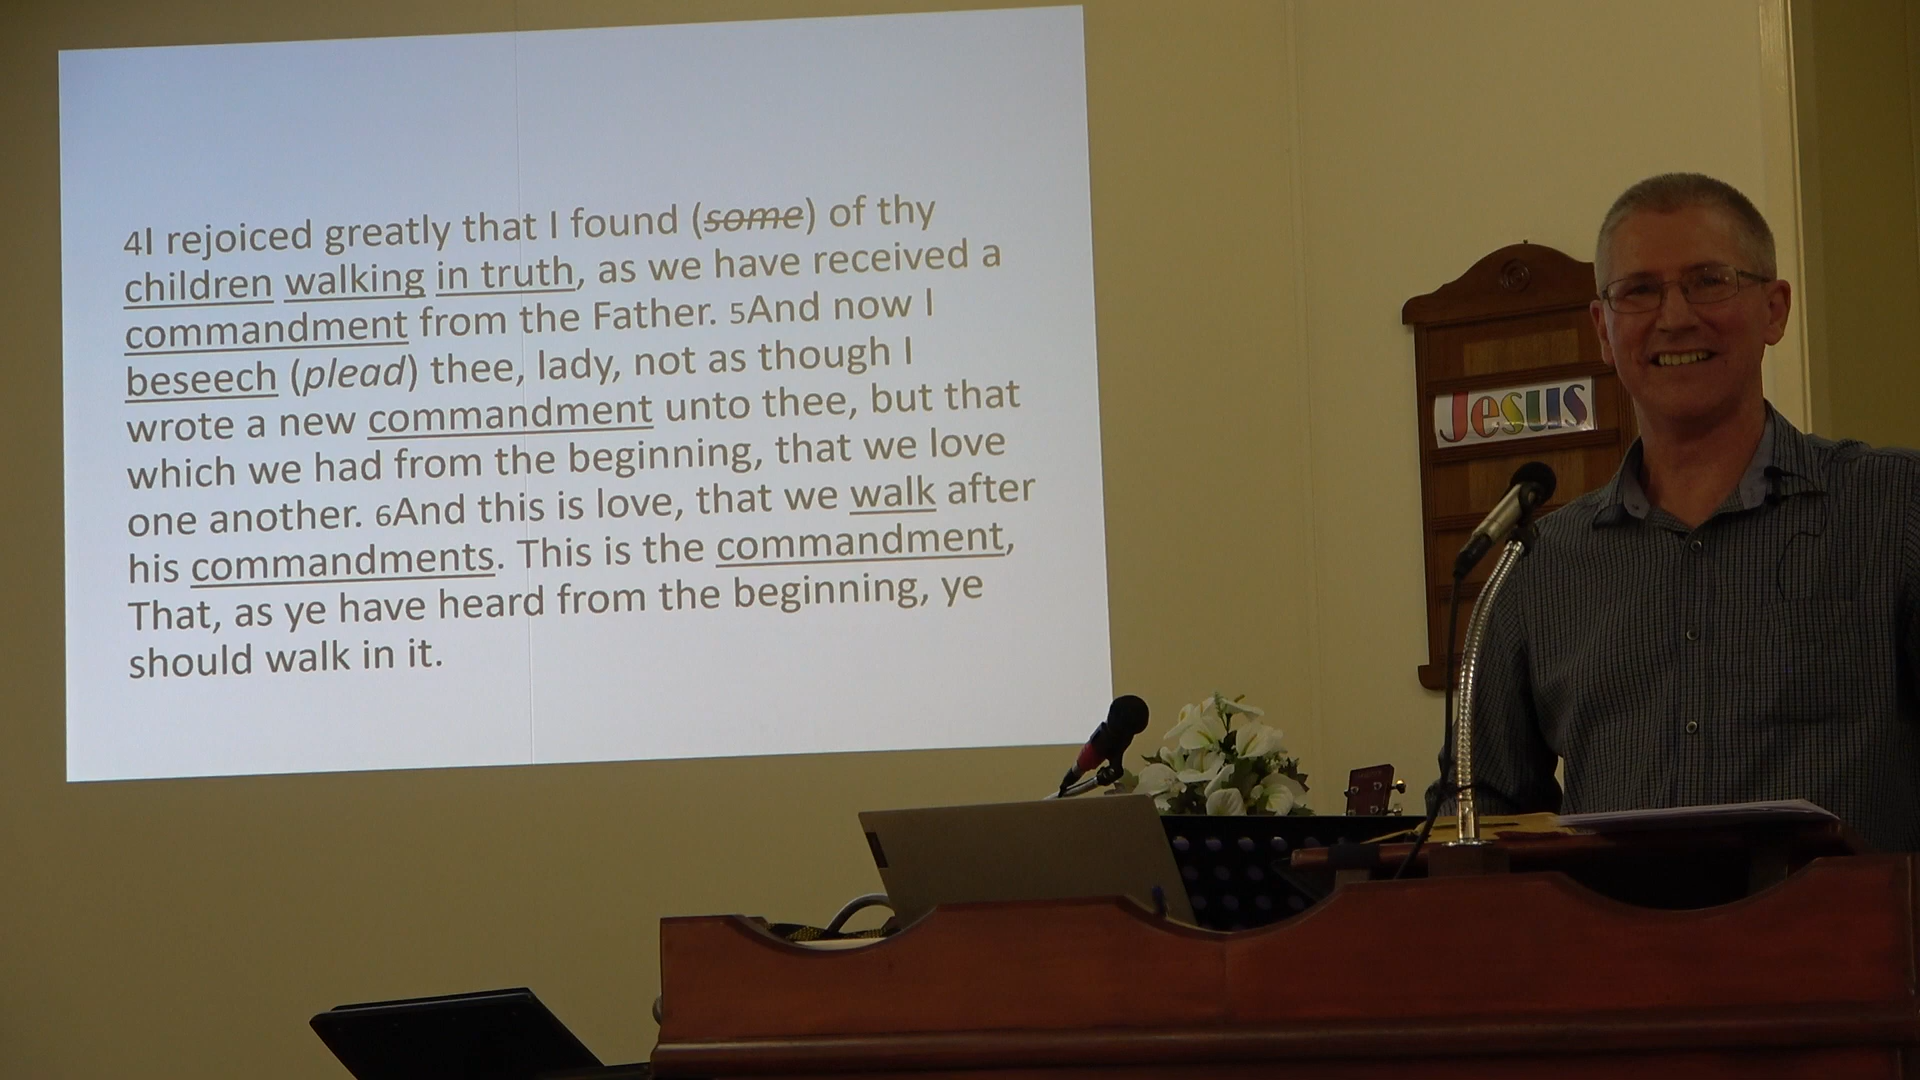 4I rejoiced greatly that I found (some) of thy
children walking in truth, as we have received a
commandment from the Father. 5And now I
beseech (plead) thee, lady, not as though I
wrote a new commandment unto thee, but that
which we had from the beginning, that we love
one another. 6And this is love, that we walk after
his commandments. This is the commandment,
That, as ye have heard from the beginning, ye
should walk in it.
Jesus